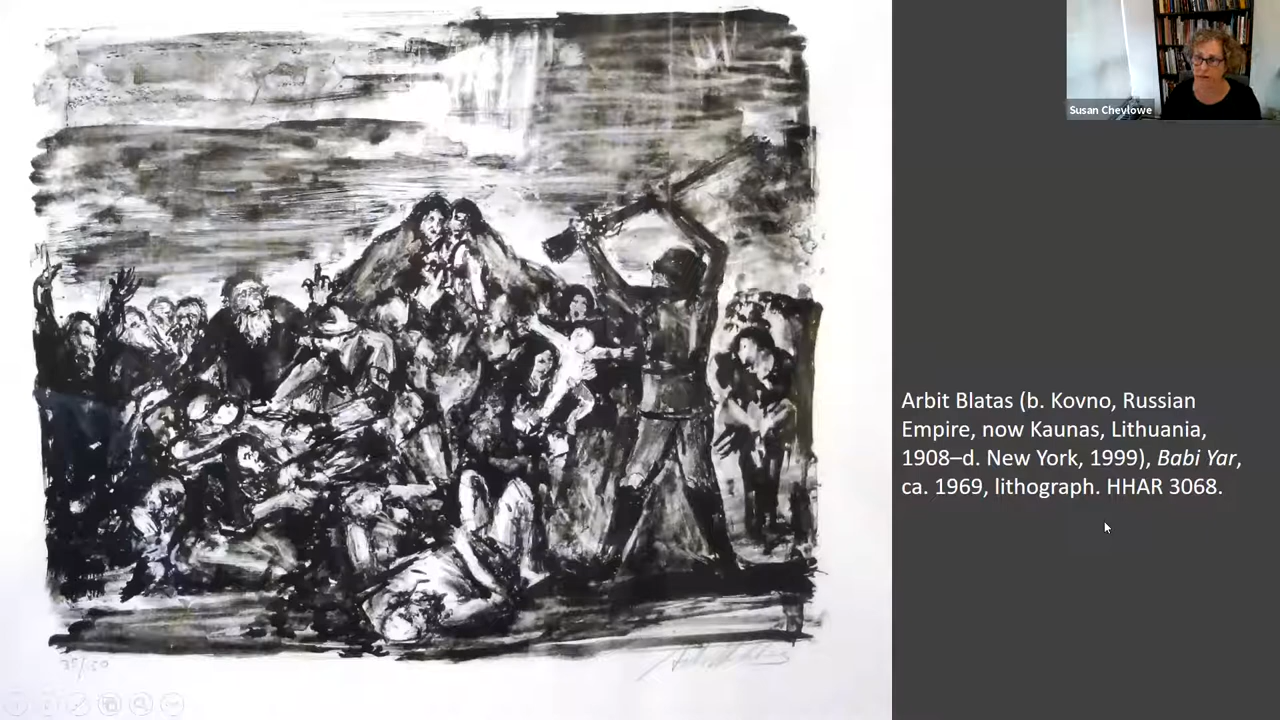 Susan Chevlowe
Arbit Blatas (b. Kovno, Russian
Empire, now Kaunas, Lithuania,
1908–d. New York, 1999), Babi Yar,
ca. 1969, lithograph. HHAR 3068.